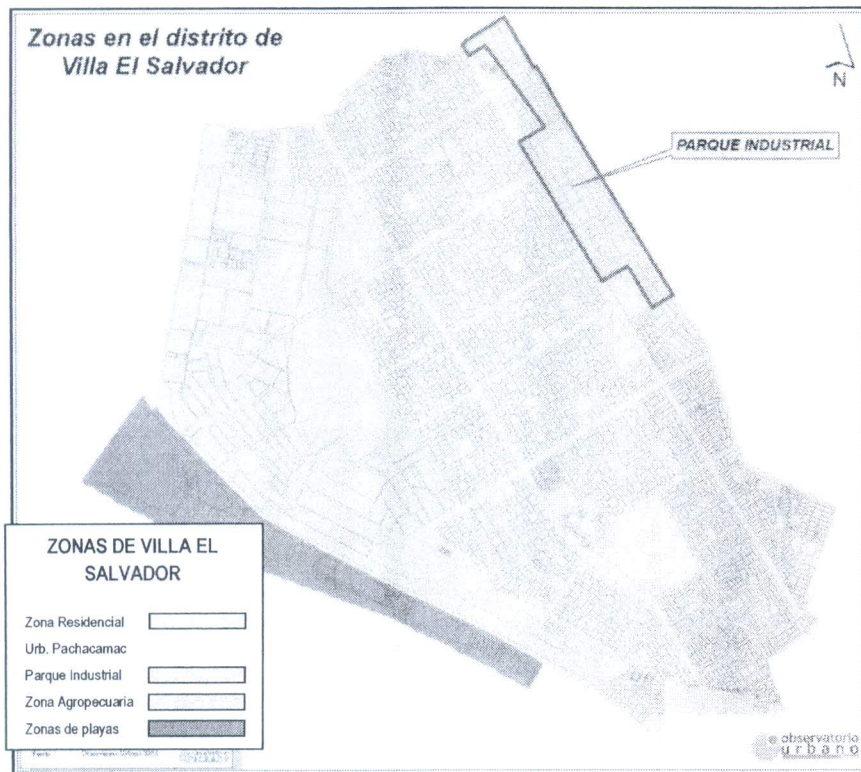 Zonas en el distrito de
Villa El Salvador
N
PARQUE INDUSTRIAL
ZONAS DE VILLA EL
SALVADOR
Zona Residencial
Urb. Pachacamac
Parque Industrial
Zona Agropecuaria
Zonas de playas
observatorio
urbano